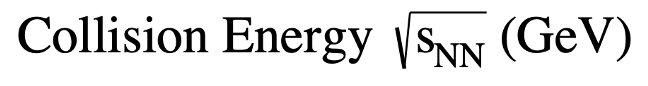 Collision Energy √s_NN (GeV)